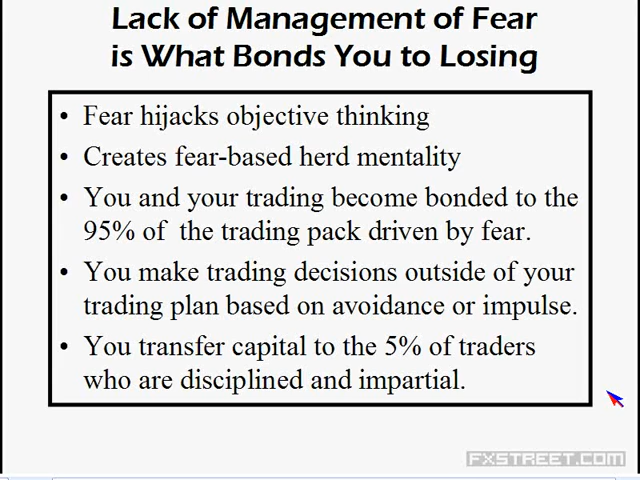 Lack of Management of Fear
is What Bonds You to Losing
• Fear hijacks objective thinking
• Creates fear-based herd mentality
• You and your trading become bonded to the
95% of the trading pack driven by fear.
• You make trading decisions outside of your
trading plan based on avoidance or impulse.
• You transfer capital to the 5% of traders
who are disciplined and impartial.
FXSTREET.COM